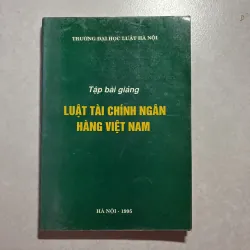 TRƯỜNG ĐẠI HỌC LUẬT HÀ NỘI
Tập bài giảng
LUẬT TÀI CHÍNH NGÂN
HÀNG VIỆT NAM
HÀ NỘI - 1995